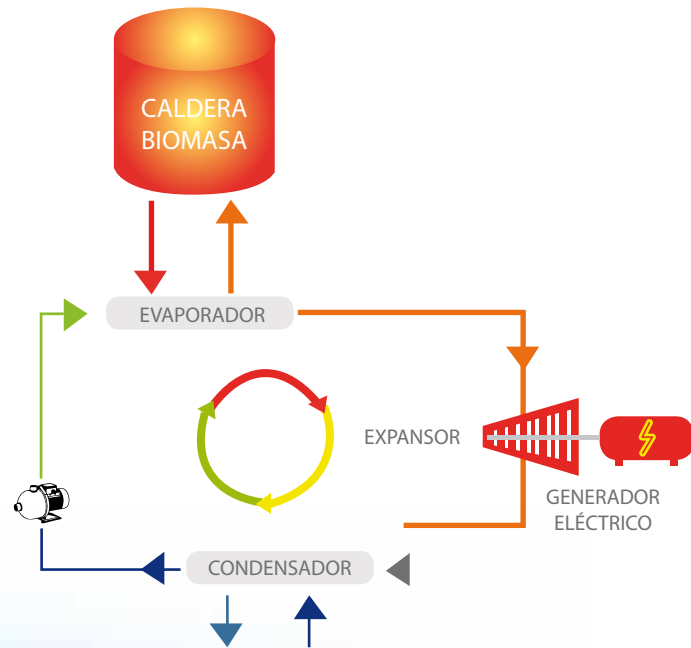 CALDERA
BIOMASA
EVAPORADOR
EXPANSOR
GENERADOR
ELÉCTRICO
CONDENSADOR